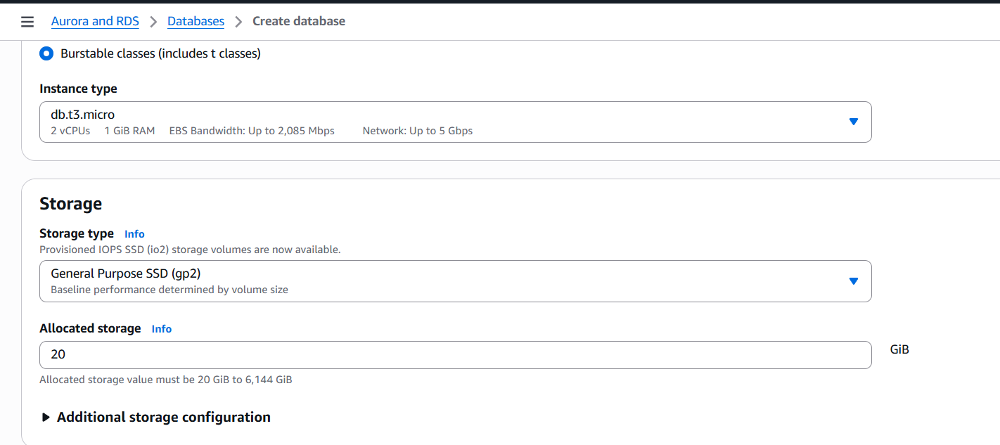 Aurora and RDS > Databases > Create database
Burstable classes (includes t classes)
Instance type
db.t3.micro
2 vCPUs 1 GiB RAM EBS Bandwidth: Up to 2,085 Mbps Network: Up to 5 Gbps
Storage
Storage type Info
Provisioned IOPS SSD (io2) storage volumes are now available.
General Purpose SSD (gp2)
Baseline performance determined by volume size
Allocated storage Info
20 GiB
Allocated storage value must be 20 GiB to 6,144 GiB
Additional storage configuration